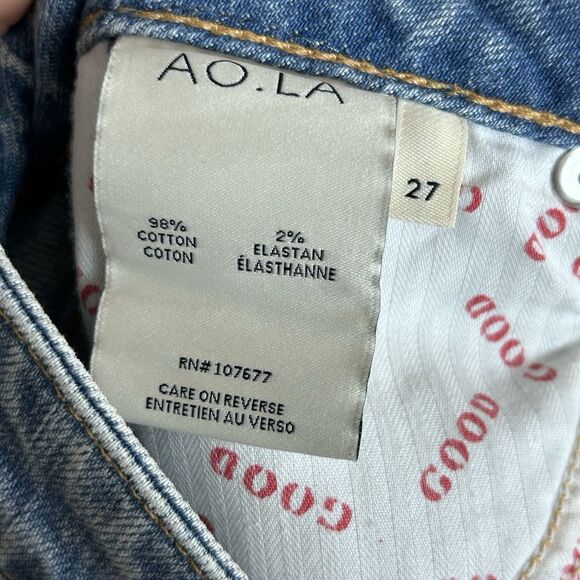 AO.LA
27
98%
COTTON
COTON
2%
ELASTAN
ÉLASTHANNE
RN#107677
CARE ON REVERSE
ENTRETIEN AU VERSO
GOOD
GOOD
GOOD